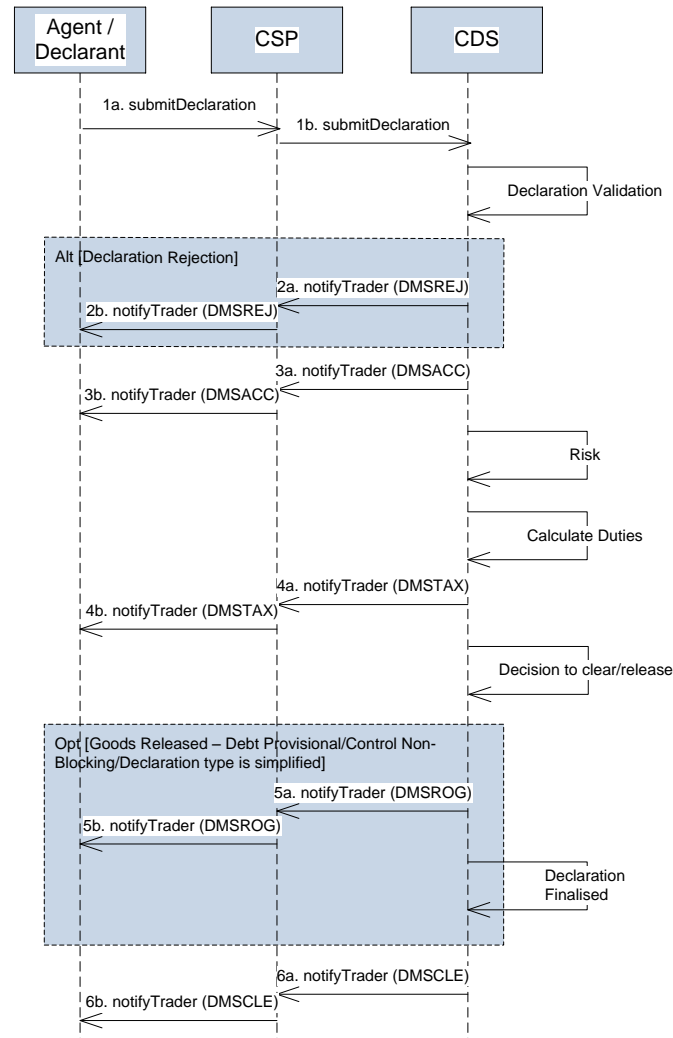 Agent /
Declarant
CSP
CDS
1a. submitDeclaration
1b. submitDeclaration
Declaration Validation
Alt [Declaration Rejection]
2a. notifyTrader (DMSREJ)
2b. notifyTrader (DMSREJ)
3a. notifyTrader (DMSACC)
3b. notifyTrader (DMSACC)
Risk
Calculate Duties
4a. notifyTrader (DMSTAX)
4b. notifyTrader (DMSTAX)
Decision to clear/release
Opt [Goods Released – Debt Provisional/Control Non-
Blocking/Declaration type is simplified]
5a. notifyTrader (DMSROG)
5b. notifyTrader (DMSROG)
Declaration
Finalised
6a. notifyTrader (DMSCLE)
6b. notifyTrader (DMSCLE)